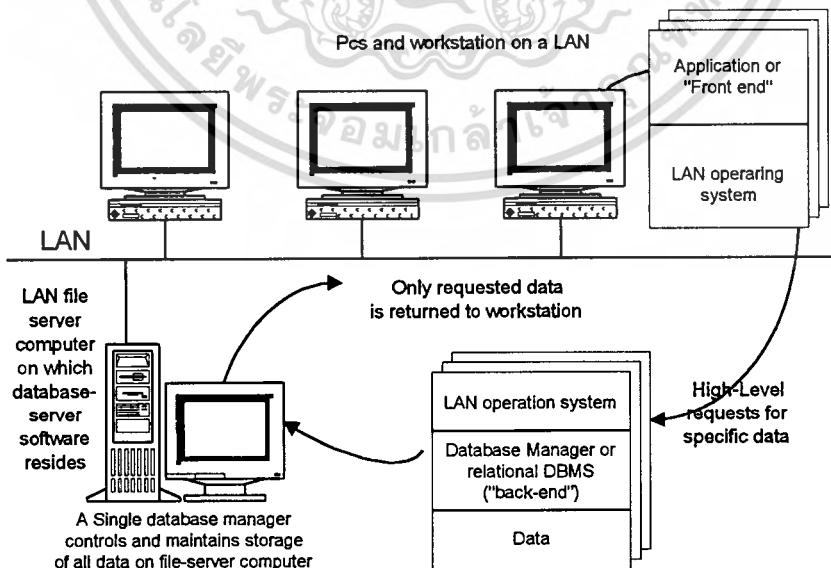 Pcs and workstation on a LAN
Application or
"Front end"
LAN operaring
system
LAN
LAN file
server
computer
on which
database-
server
software
resides
Only requested data
is returned to workstation
High-Level
requests for
specific data
LAN operation system
Database Manager or
relational DBMS
("back-end")
Data
A Single database manager
controls and maintains storage
of all data on file-server computer